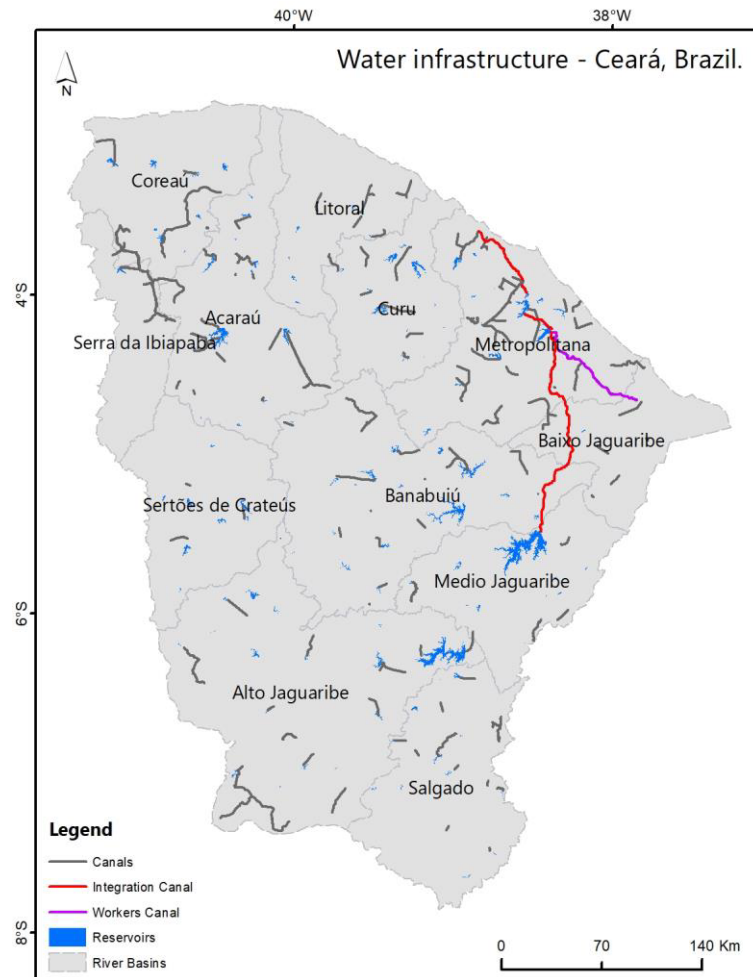 40°W
38°W
Water infrastructure - Ceará, Brazil.
N
Coreaú
Litoral
4°S
Curu
Acaraú
Serra da Ibiapaba
Metropolitana
Baixo Jaguaribe
Banabuiú
Sertões de Crateús
Medio Jaguaribe
6°S
Alto Jaguaribe
Salgado
Legend
Canals
Integration Canal
Workers Canal
Reservoirs
River Basins
8°S
0 70 140 Km